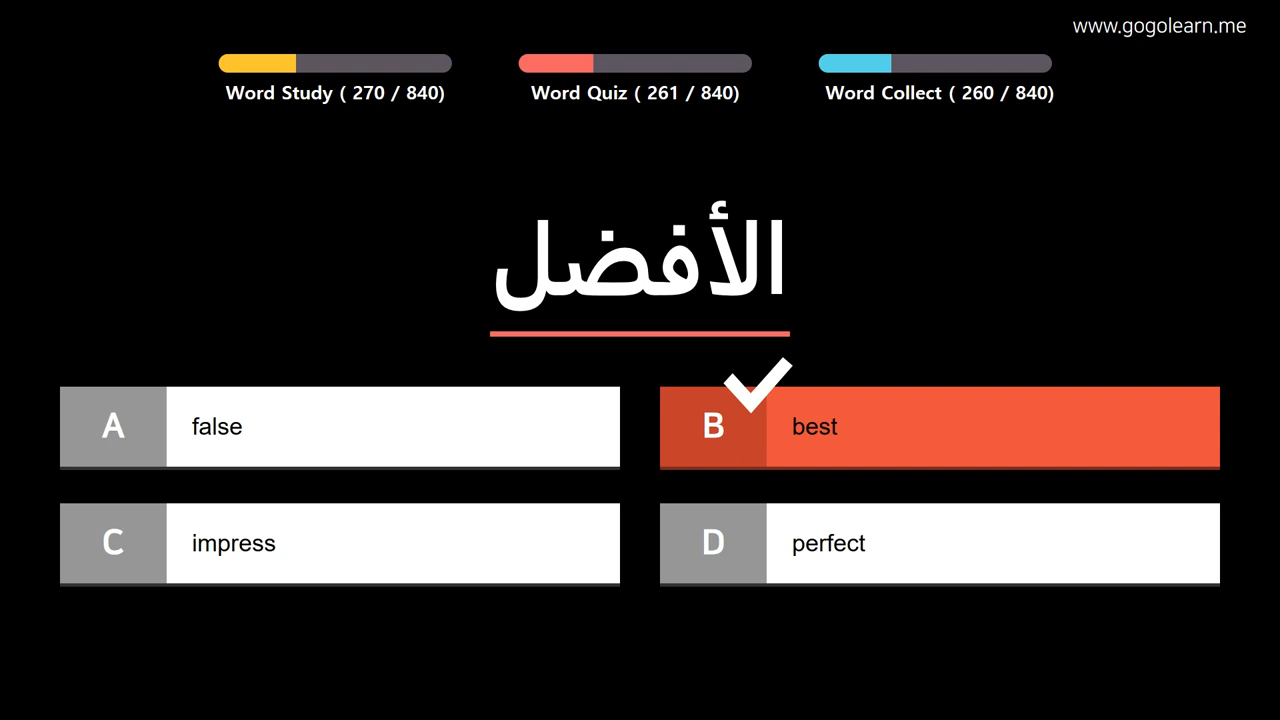 www.gogolearn.me
Word Study ( 270 / 840)
Word Quiz ( 261 / 840)
Word Collect ( 260 / 840)
الأفضل
A false
B best
C impress
D perfect